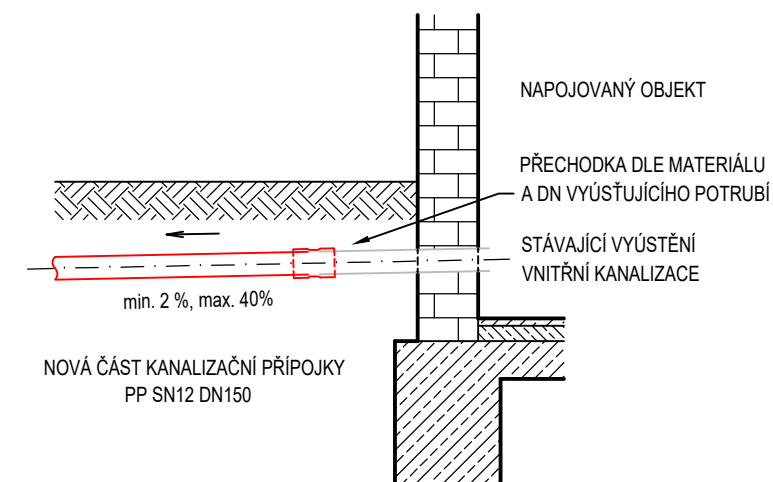 NAPOJOVANÝ OBJEKT
PŘECHODKA DLE MATERIÁLU
A DN VYÚSŤUJÍCÍHO POTRUBÍ
STÁVAJÍCÍ VYÚSTĚNÍ
VNITŘNÍ KANALIZACE
min. 2 %, max. 40%
NOVÁ ČÁST KANALIZAČNÍ PŘÍPOJKY
PP SN12 DN150